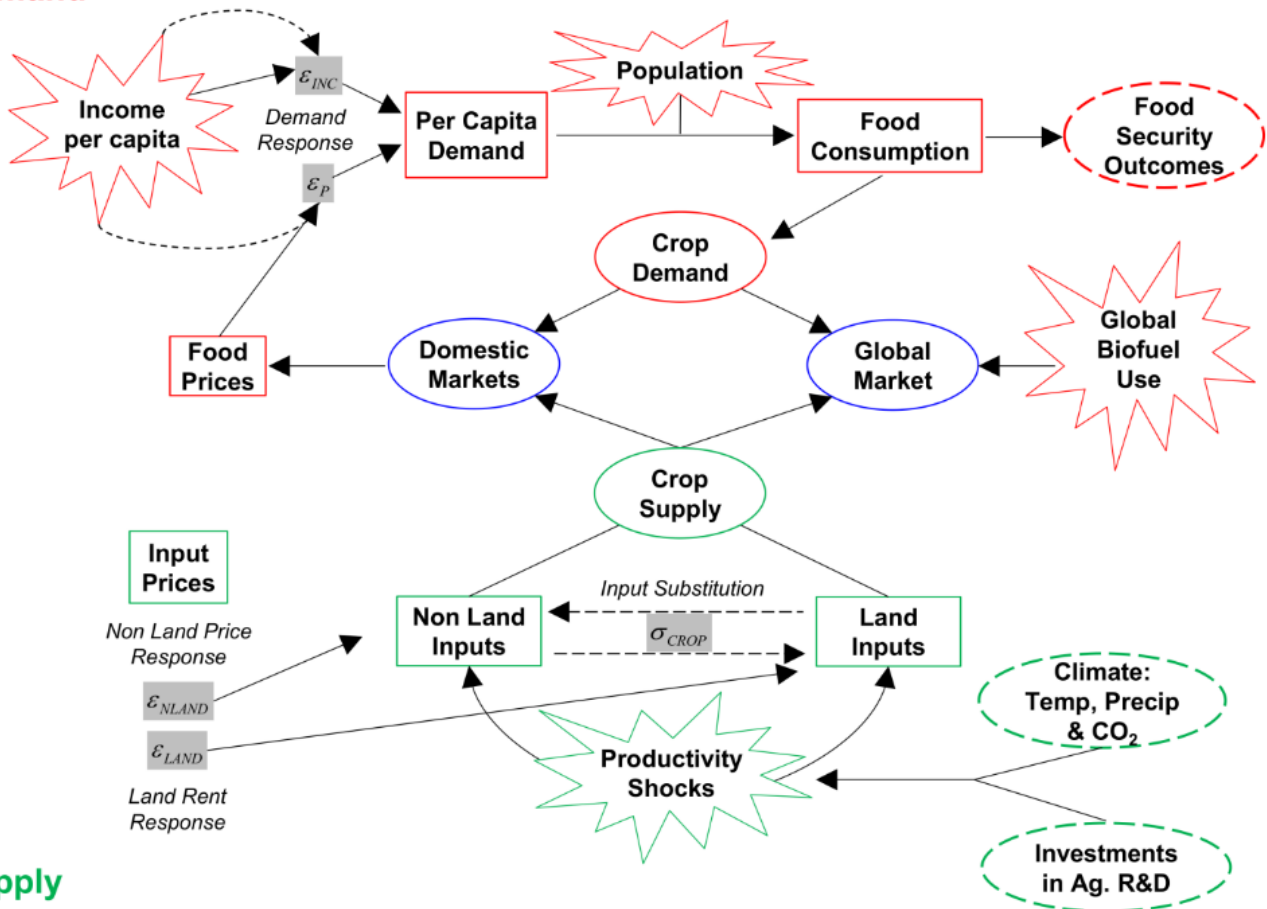 ε_INC
Population
Income
per capita
Demand
Response
Per Capita
Demand
Food
Consumption
Food
Security
Outcomes
ε_P
Crop
Demand
Food
Prices
Domestic
Markets
Global
Market
Global
Biofuel
Use
Crop
Supply
Input
Prices
Non Land Price
Response
Input Substitution
Non Land
Inputs
σ_CROP
Land
Inputs
ε_NLAND
ε_LAND
Land Rent
Response
Productivity
Shocks
Climate:
Temp, Precip
& CO₂
Investments
in Ag. R&D
pply